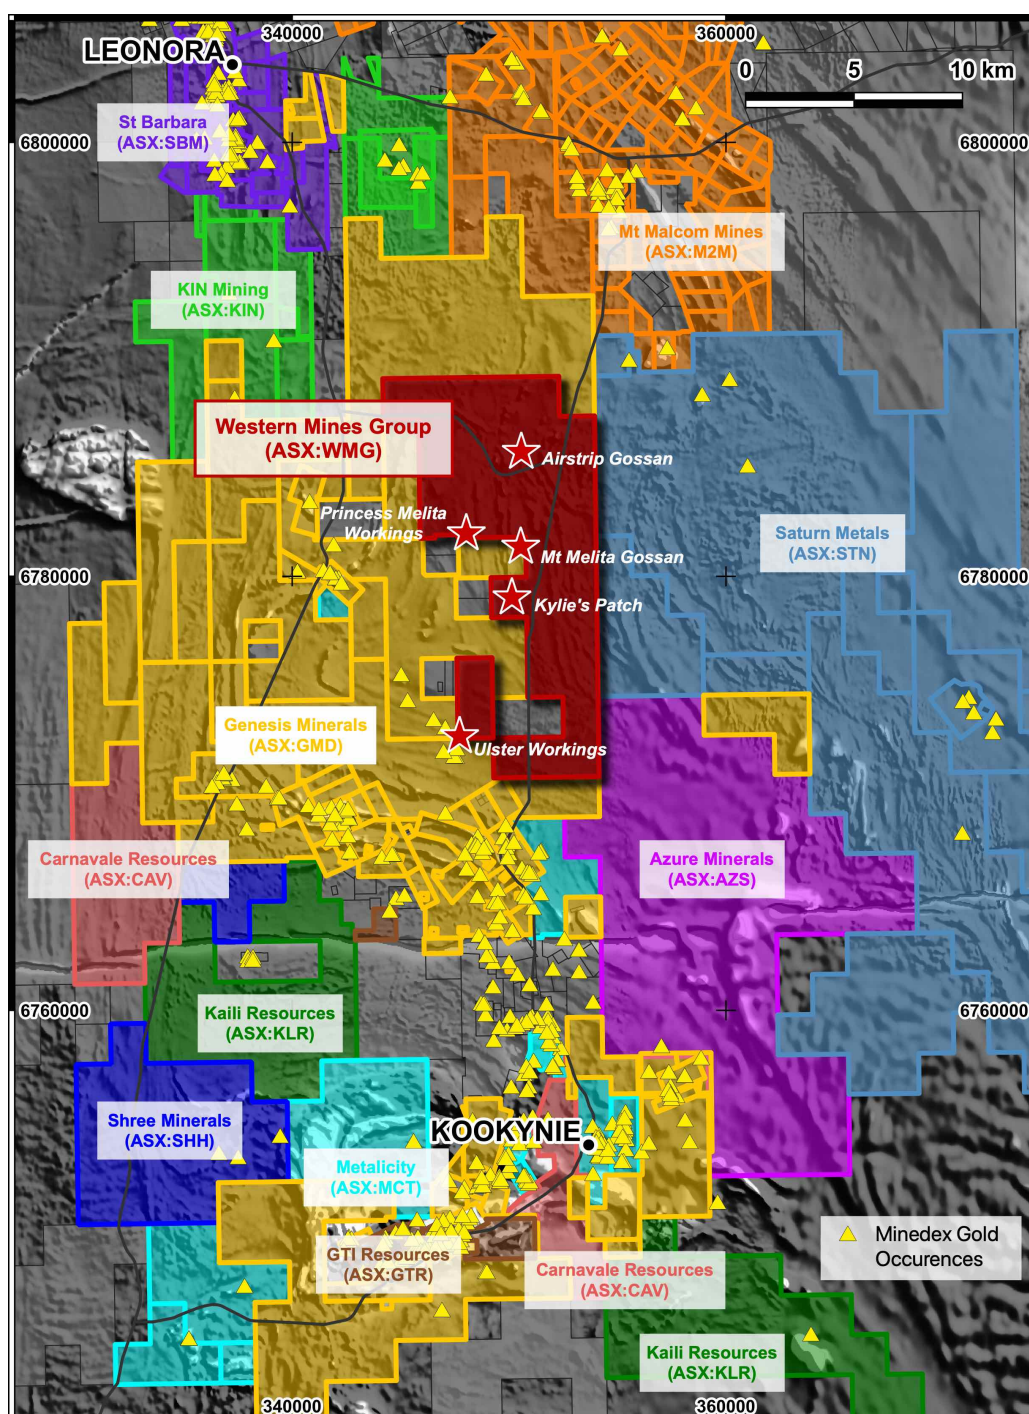 340000
360000
LEONORA
0
5
10 km
St Barbara
(ASX:SBM)
6800000
6800000
Mt Malcom Mines
(ASX:M2M)
KIN Mining
(ASX:KIN)
Western Mines Group
(ASX:WMG)
Airstrip Gossan
Princess Melita
Workings
Mt Melita Gossan
Saturn Metals
(ASX:STN)
6780000
6780000
Kylie's Patch
Genesis Minerals
(ASX:GMD)
Ulster Workings
Carnavale Resources
(ASX:CAV)
Azure Minerals
(ASX:AZS)
6760000
6760000
Kaili Resources
(ASX:KLR)
Shree Minerals
(ASX:SHH)
KOOKYNIE
Metalicity
(ASX:MCT)
Minedex Gold
Occurences
GTI Resources
(ASX:GTR)
Carnavale Resources
(ASX:CAV)
Kaili Resources
(ASX:KLR)
340000
360000